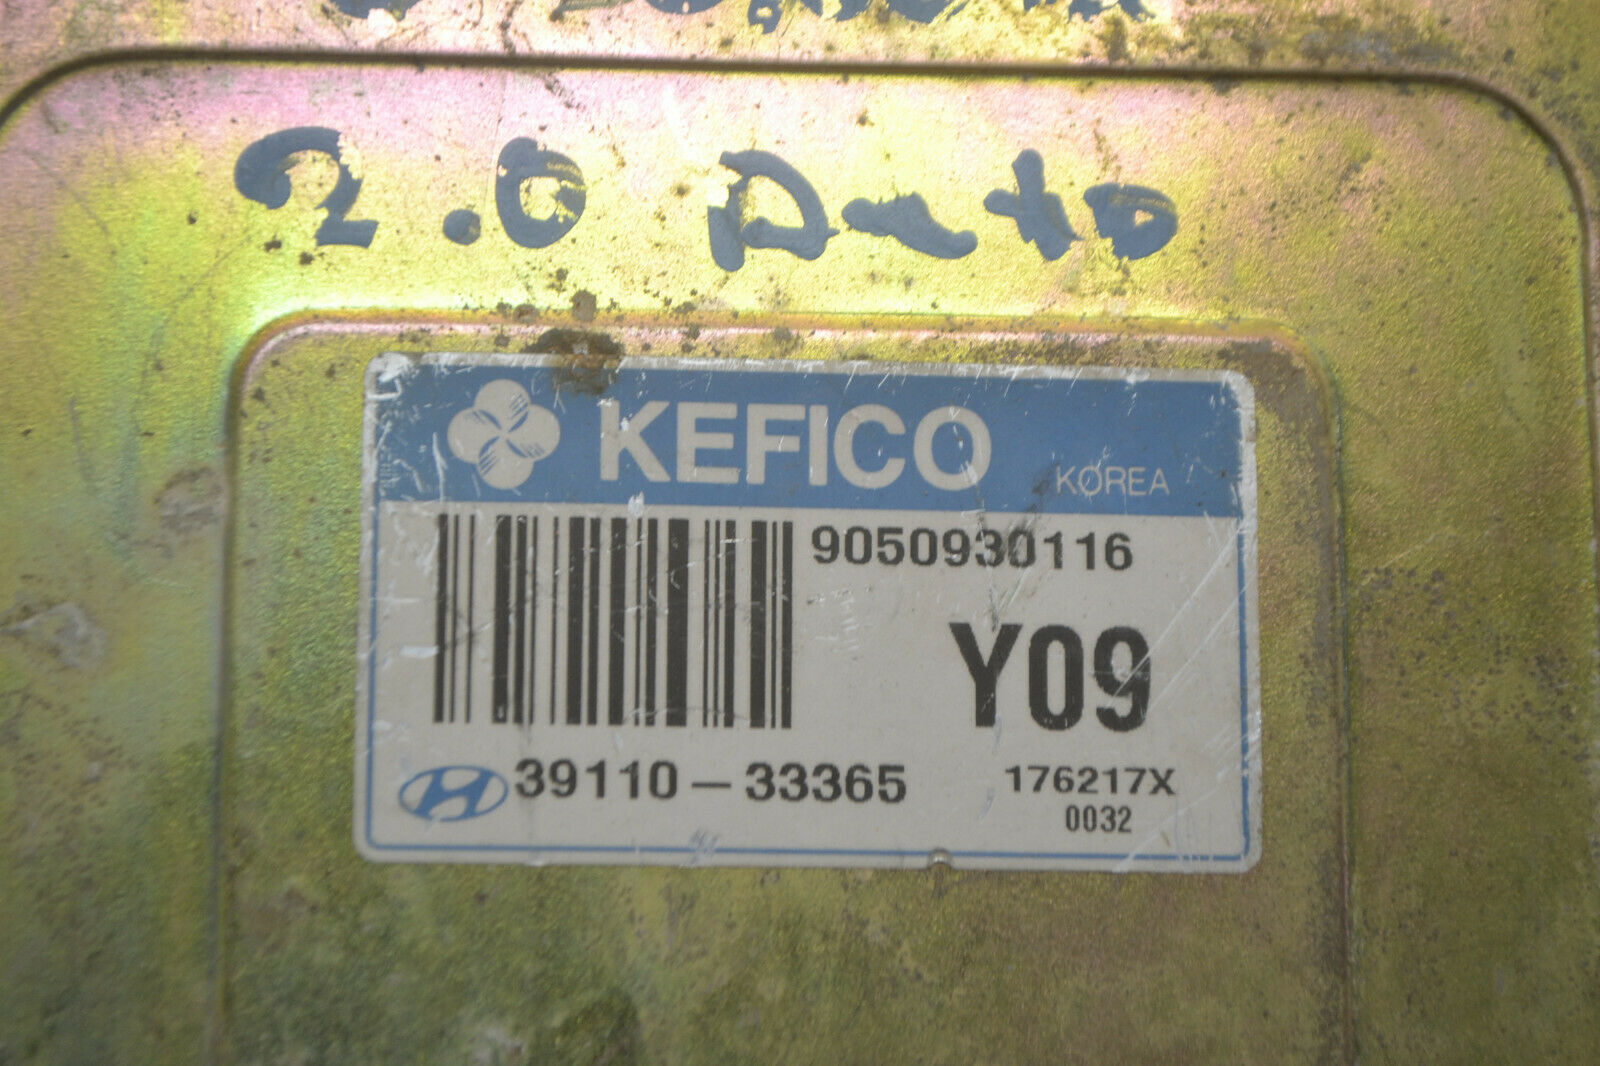 2.0 Auto
KEFICO KOREA
9050930116
Y09
39110-33365 176217X
0032